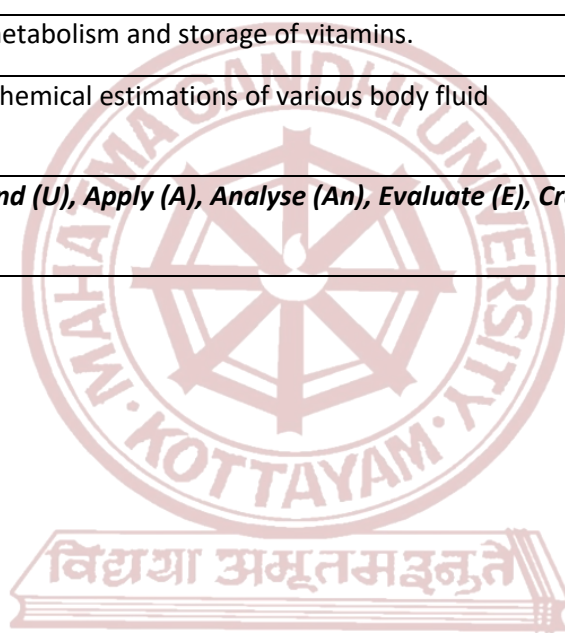 etabolism and storage of vitamins.
hemical estimations of various body fluid
nd (U), Apply (A), Analyse (An), Evaluate (E), Cr
MAHATMA GANDHI UNIVERSITY
KOTTAYAM
विद्यया अमृतमश्नुते